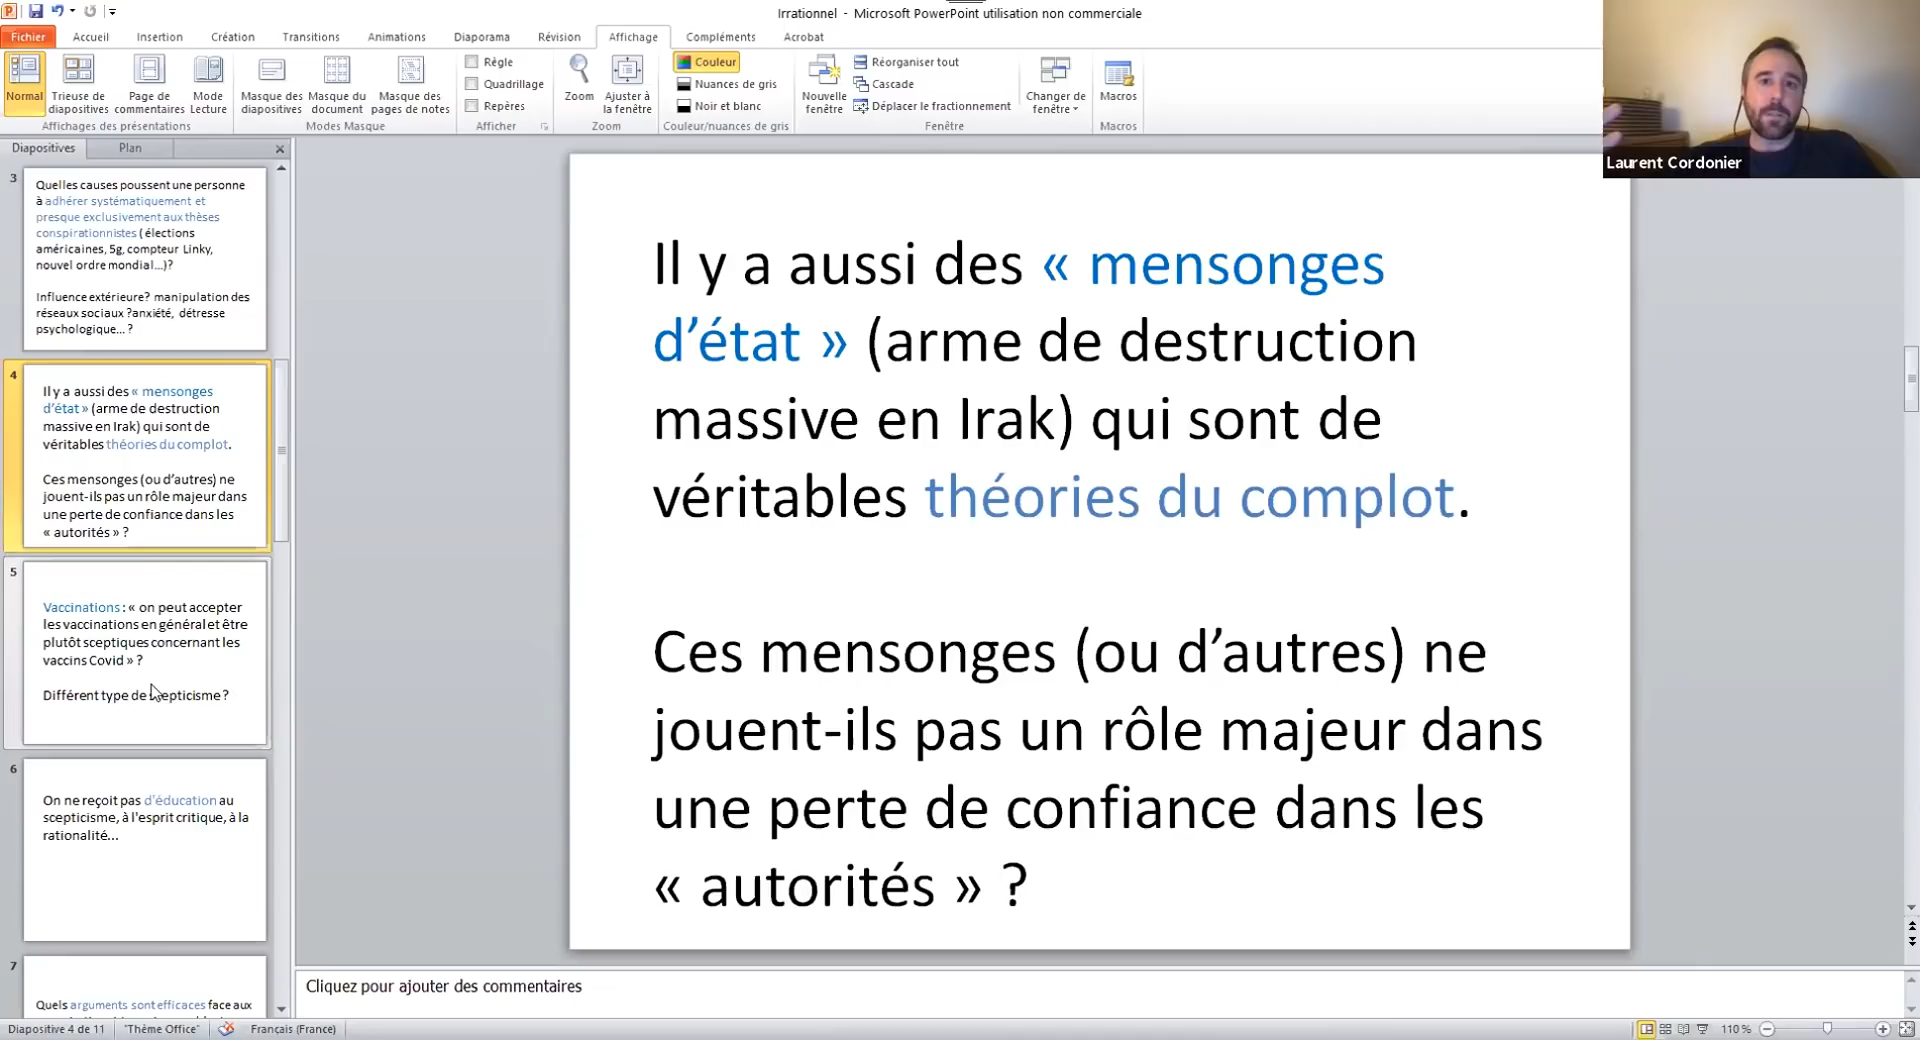 Irrationnel - Microsoft PowerPoint utilisation non commerciale
Fichier Accueil Insertion Création Transitions Animations Diaporama Révision Affichage Compléments Acrobat
Normal
Trieuse de diapositives
Page de commentaires
Mode Lecture
Affichages des présentations
Masque des diapositives
Masque du document
Masque des pages de notes
Modes Masque
Règle
Quadrillage
Repères
Afficher
Zoom
Ajuster à la fenêtre
Zoom
Couleur
Nuances de gris
Noir et blanc
Couleur/nuances de gris
Nouvelle fenêtre
Réorganiser tout
Cascade
Déplacer le fractionnement
Changer de fenêtre
Fenêtre
Macros
Macros
Laurent Cordonier
Diapositives Plan
3
Quelles causes poussent une personne
à adhérer systématiquement et
presque exclusivement aux thèses
conspirationnistes ( élections
américaines, 5g, compteur Linky,
nouvel ordre mondial...)?
Influence extérieure? manipulation des
réseaux sociaux ?anxiété, détresse
psychologique... ?
4
Il y a aussi des « mensonges
d’état » (arme de destruction
massive en Irak) qui sont de
véritables théories du complot.
Ces mensonges (ou d’autres) ne
jouent-ils pas un rôle majeur dans
une perte de confiance dans les
« autorités » ?
5
Vaccinations : « on peut accepter
les vaccinations en général et être
plutôt sceptiques concernant les
vaccins Covid » ?
Différent type de scepticisme ?
6
On ne reçoit pas d’éducation au
scepticisme, à l'esprit critique, à la
rationalité...
7
Quels arguments sont efficaces face aux
Il y a aussi des « mensonges
d’état » (arme de destruction
massive en Irak) qui sont de
véritables théories du complot.
Ces mensonges (ou d’autres) ne
jouent-ils pas un rôle majeur dans
une perte de confiance dans les
« autorités » ?
Cliquez pour ajouter des commentaires
Diapositive 4 de 11 "Thème Office" Français (France) 110 %